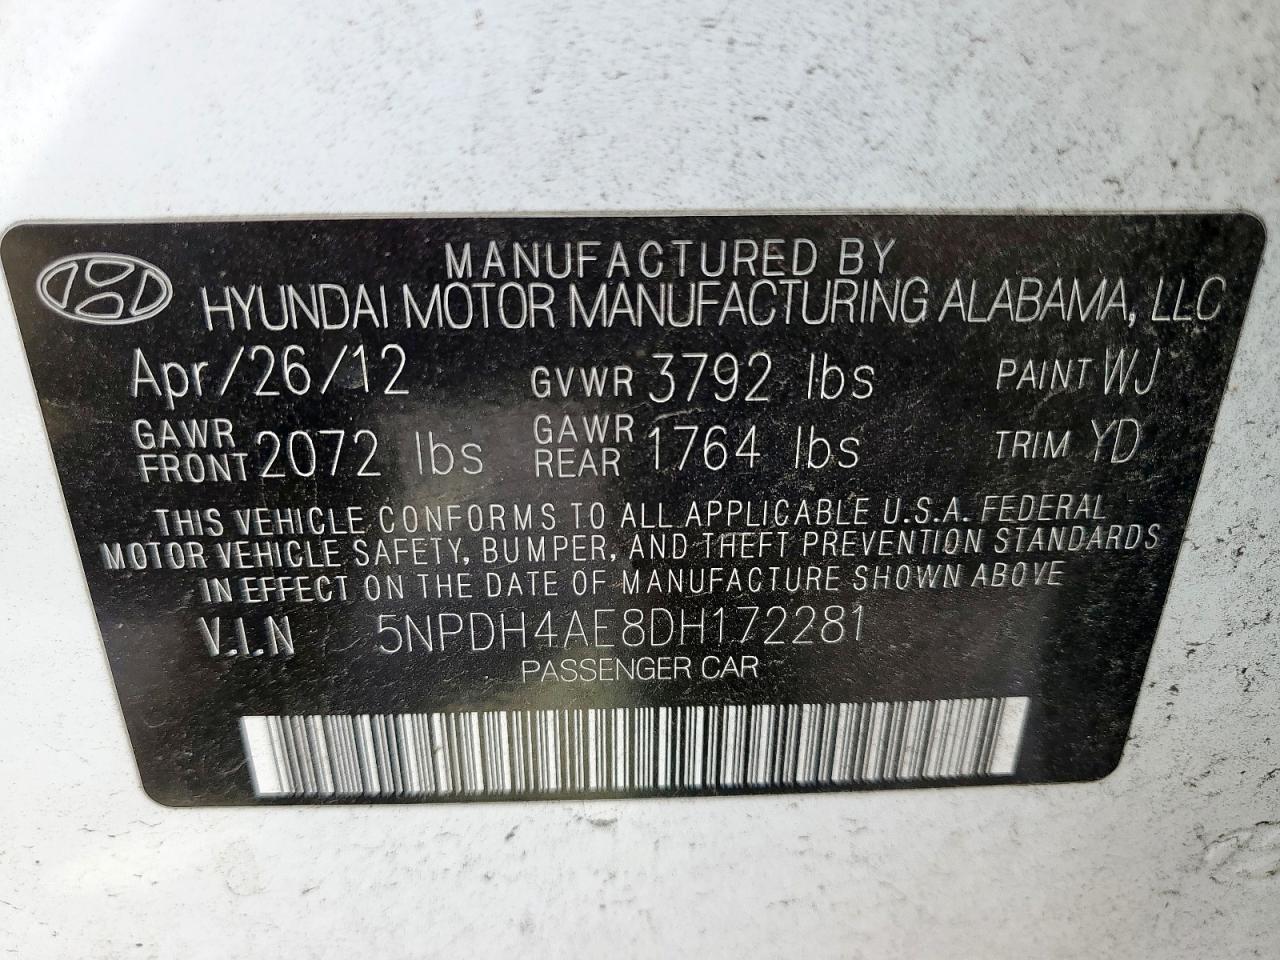 MANUFACTURED BY
HYUNDAI MOTOR MANUFACTURING ALABAMA, LLC
Apr/26/12 GVWR 3792 lbs PAINT WJ
GAWR FRONT 2072 lbs GAWR REAR 1764 lbs TRIM YD
THIS VEHICLE CONFORMS TO ALL APPLICABLE U.S.A. FEDERAL
MOTOR VEHICLE SAFETY, BUMPER, AND THEFT PREVENTION STANDARDS
IN EFFECT ON THE DATE OF MANUFACTURE SHOWN ABOVE
V.I.N 5NPDH4AE8DH172281
PASSENGER CAR